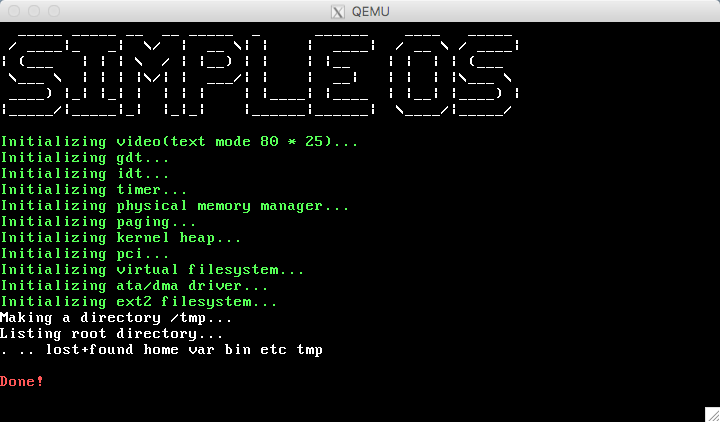 QEMU
SIMPLE OS
Initializing video(text mode 80 * 25)...
Initializing gdt...
Initializing idt...
Initializing timer...
Initializing physical memory manager...
Initializing paging...
Initializing kernel heap...
Initializing pci...
Initializing virtual filesystem...
Initializing ata/dma driver...
Initializing ext2 filesystem...
Making a directory /tmp...
Listing root directory...
. .. lost+found home var bin etc tmp
Done!